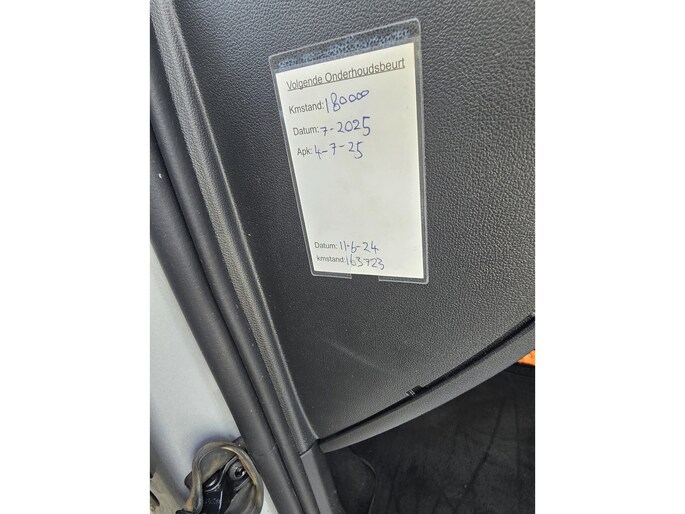 Volgende Onderhoudsbeurt
Kmstand: 180000
Datum: 7-2025
Apk: 4-7-25
Datum: 11-6-24
kmstand: 163723